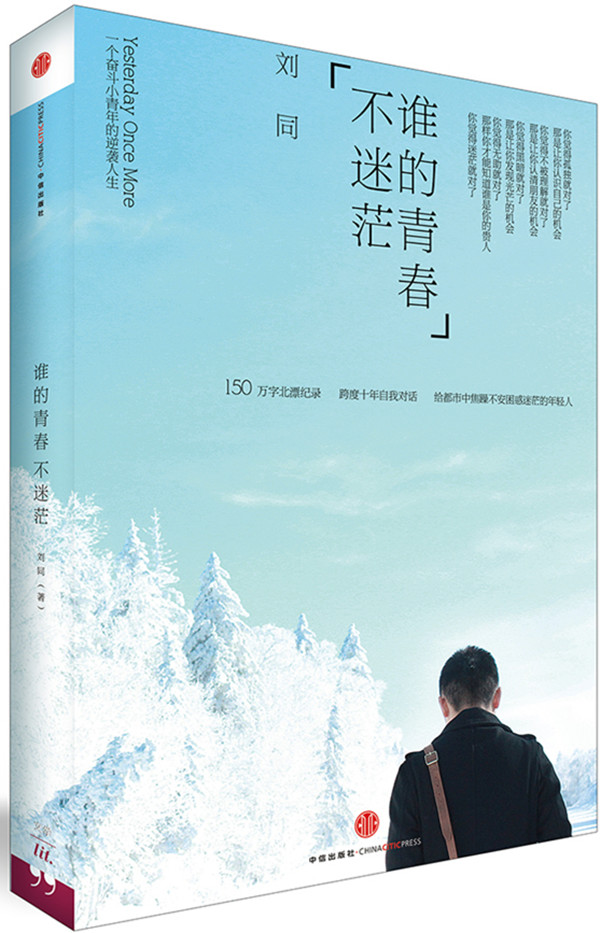 你觉得孤独就对了
那是让你认识自己的机会
你觉得不被理解就对了
那是让你认清朋友的机会
你觉得黑暗就对了
那是让你发现光芒的机会
你觉得无助就对了
那样你才能知道谁是你的贵人
你觉得迷茫就对了
「谁的青春
不迷茫」
刘同
Yesterday Once More
一个奋斗小青年的逆袭人生
150 万字北漂纪录 跨度十年自我对话 给都市中焦躁不安困惑迷茫的年轻人
中信出版社·CHINACITICPRESS
中信出版社
谁的青春不迷茫
刘同（著）
lit.